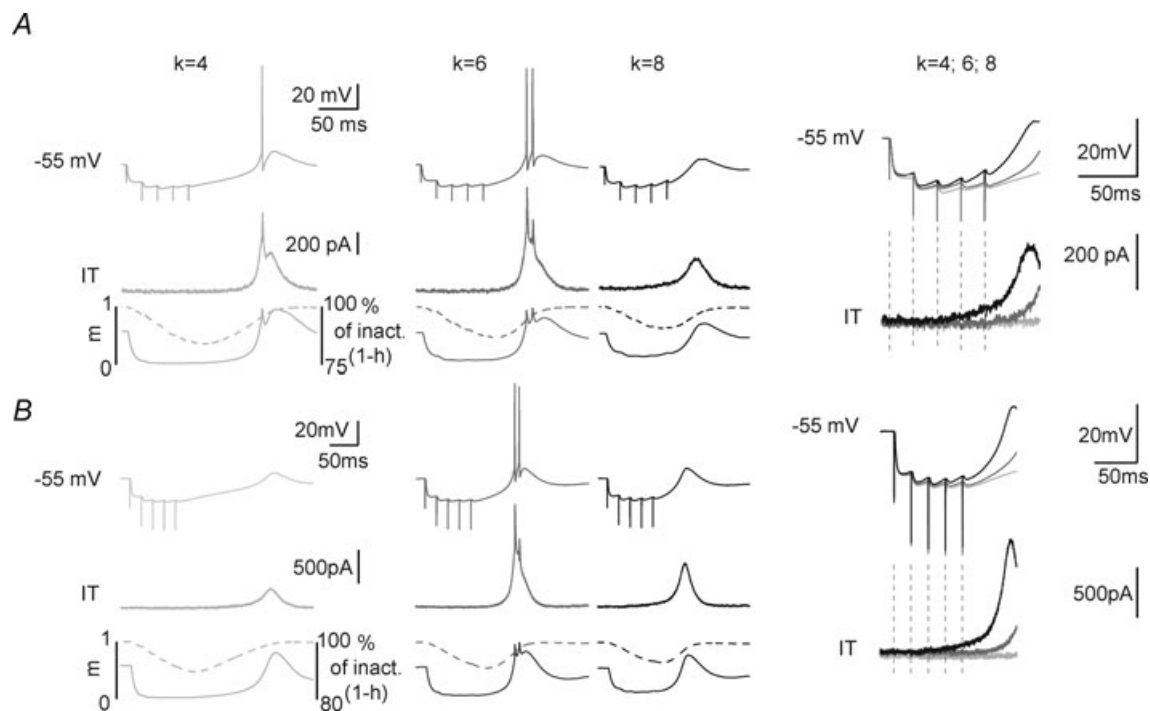 A
k=4
k=6
k=8
k=4; 6; 8
20 mV
50 ms
-55 mV
-55 mV
20mV
50ms
200 pA
IT
200 pA
IT
1
m
0
100 %
of inact.
(1-h)
75
B
20mV
50ms
-55 mV
-55 mV
20mV
50ms
500pA
IT
500pA
IT
1
m
0
100 %
of inact.
(1-h)
80